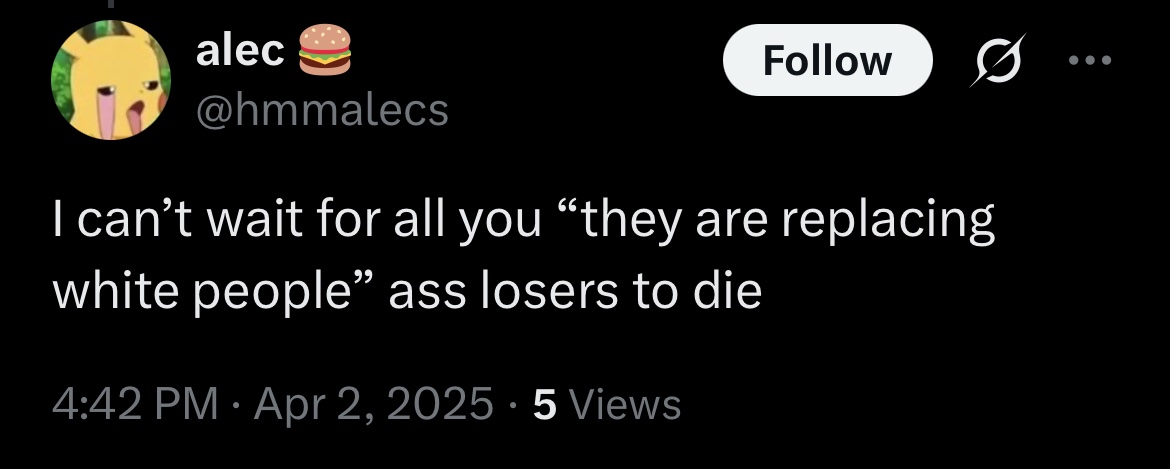 alec 🍔
Follow
@hmmalecs
I can’t wait for all you “they are replacing
white people” ass losers to die
4:42 PM · Apr 2, 2025 · 5 Views